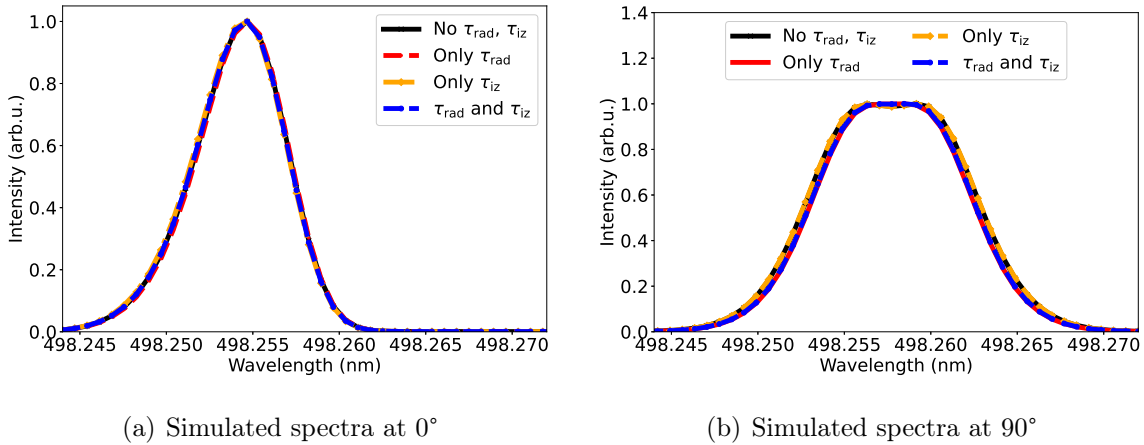 1.0
0.8
0.6
0.4
0.2
0.0
Intensity (arb.u.)
No τrad, τiz
Only τrad
Only τiz
τrad and τiz
498.245 498.250 498.255 498.260 498.265 498.270
Wavelength (nm)
(a) Simulated spectra at 0°
1.4
1.2
1.0
0.8
0.6
0.4
0.2
0.0
Intensity (arb.u.)
No τrad, τiz Only τiz
Only τrad τrad and τiz
498.245 498.250 498.255 498.260 498.265 498.270
Wavelength (nm)
(b) Simulated spectra at 90°